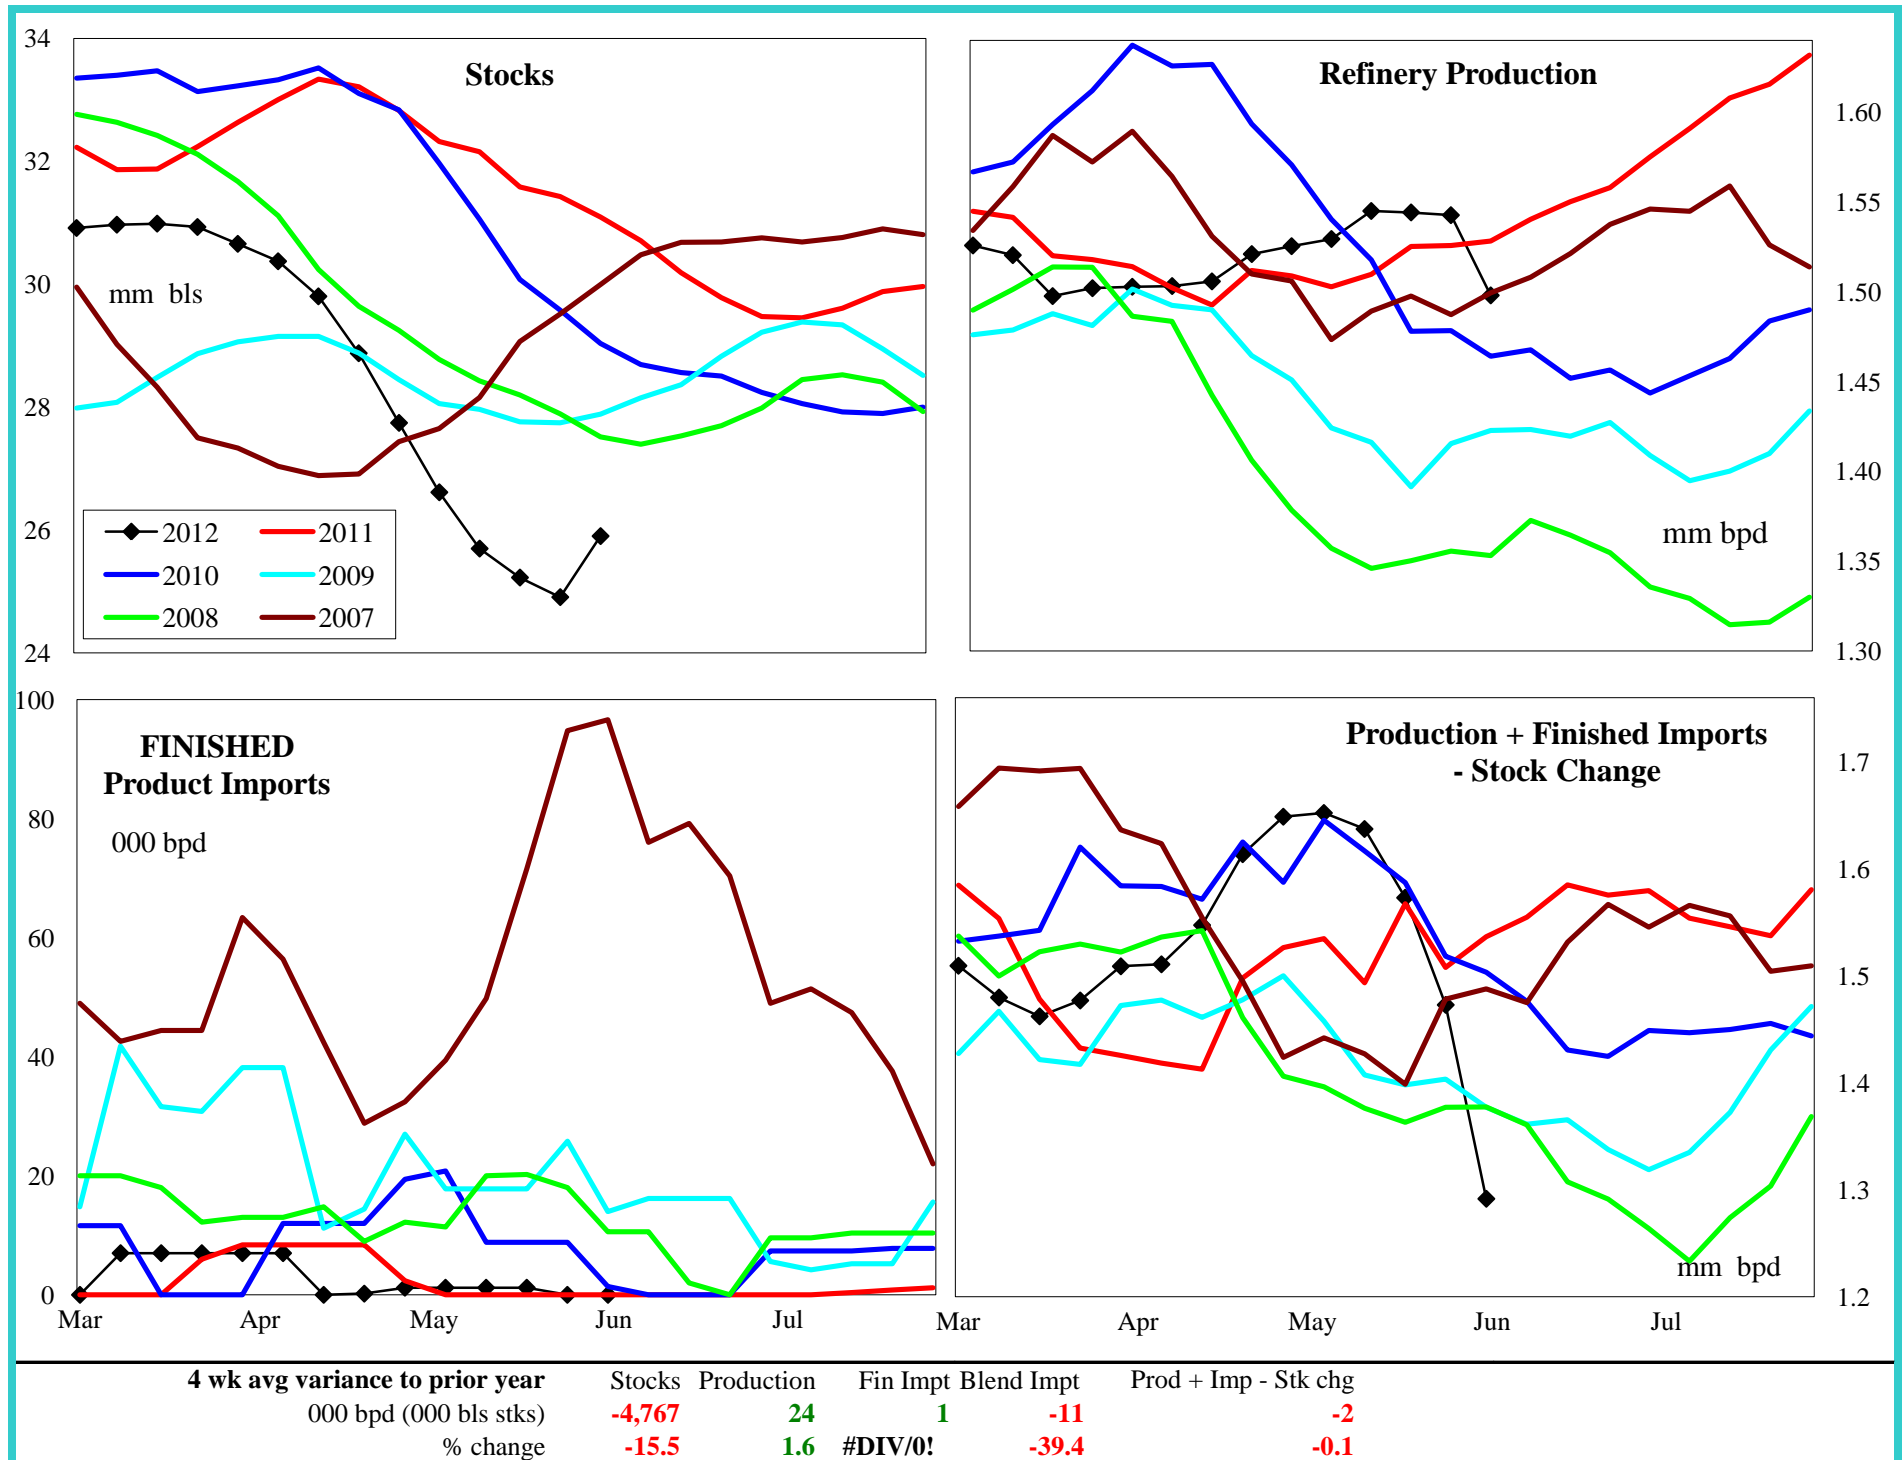 Stocks
34
32
30
28
26
24
mm bls
2012
2011
2010
2009
2008
2007
Refinery Production
1.60
1.55
1.50
1.45
1.40
1.35
1.30
mm bpd
FINISHED
Product Imports
000 bpd
100
80
60
40
20
0
Mar Apr May Jun Jul
Production + Finished Imports
- Stock Change
1.7
1.6
1.5
1.4
1.3
1.2
mm bpd
Mar Apr May Jun Jul
4 wk avg variance to prior year Stocks Production Fin Impt Blend Impt Prod + Imp - Stk chg
000 bpd (000 bls stks) -4,767 24 1 -11 -2
% change -15.5 1.6 #DIV/0! -39.4 -0.1